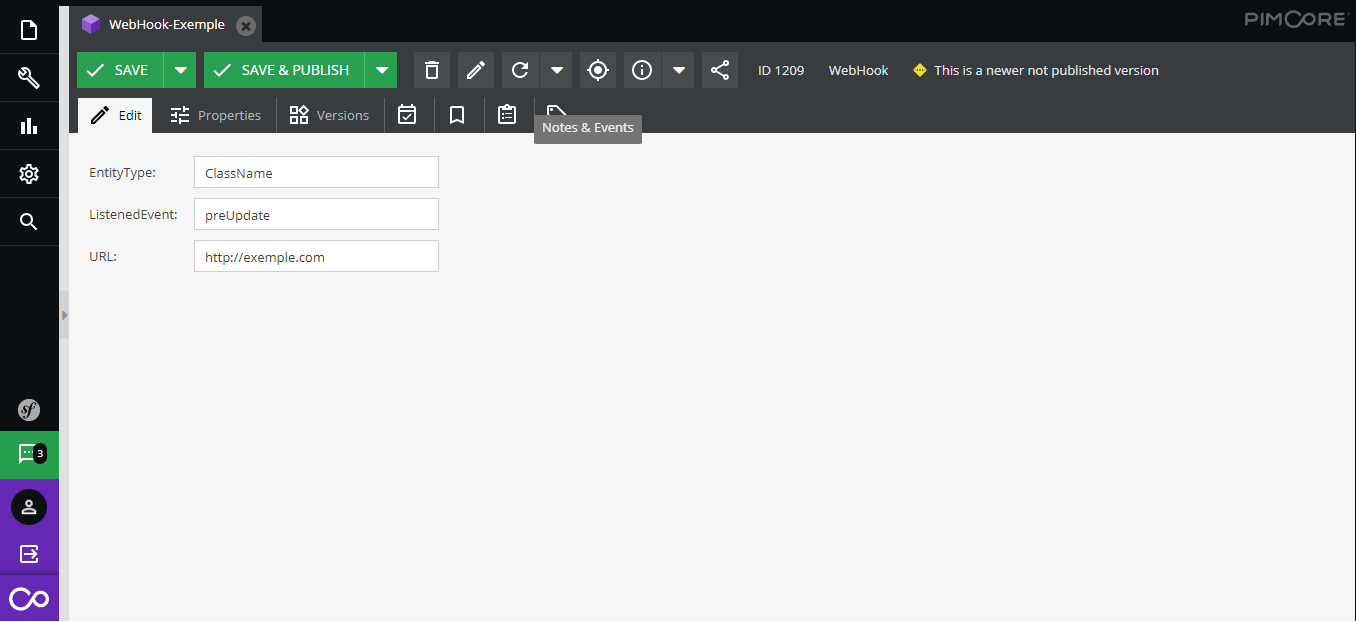 WebHook-Exemple
PIMCORE
SAVE
SAVE & PUBLISH
ID 1209
WebHook
This is a newer not published version
Edit
Properties
Versions
Notes & Events
EntityType:
ClassName
ListenedEvent:
preUpdate
URL:
http://exemple.com
sf
3